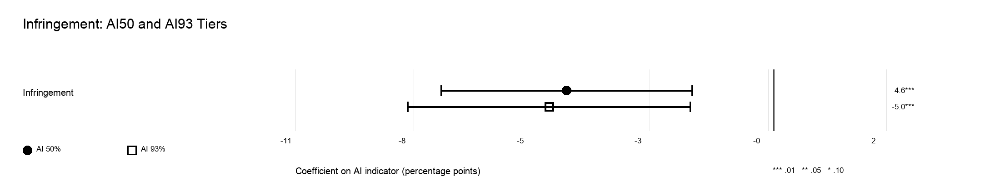 Infringement: AI50 and AI93 Tiers
Infringement
-4.6***
-5.0***
-11 -8 -5 -3 -0 2
AI 50% AI 93%
Coefficient on AI indicator (percentage points)
*** .01 ** .05 * .10